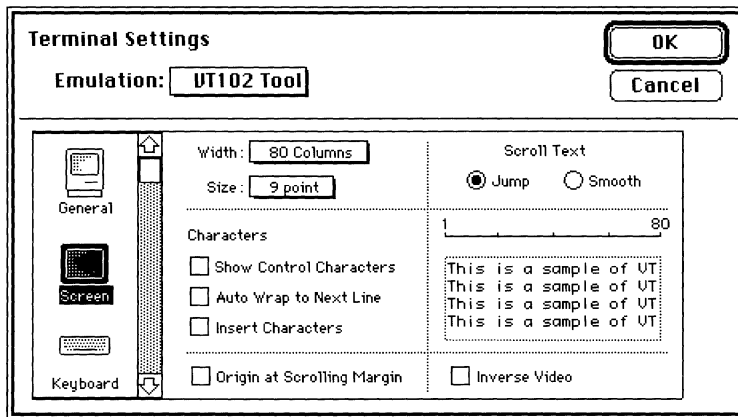 Terminal Settings
OK
Emulation: VT102 Tool
Cancel
General
Screen
Keyboard
Width: 80 Columns
Size: 9 point
Scroll Text
Jump
Smooth
Characters
Show Control Characters
Auto Wrap to Next Line
Insert Characters
1 80
This is a sample of VT
This is a sample of VT
This is a sample of VT
This is a sample of VT
Origin at Scrolling Margin
Inverse Video